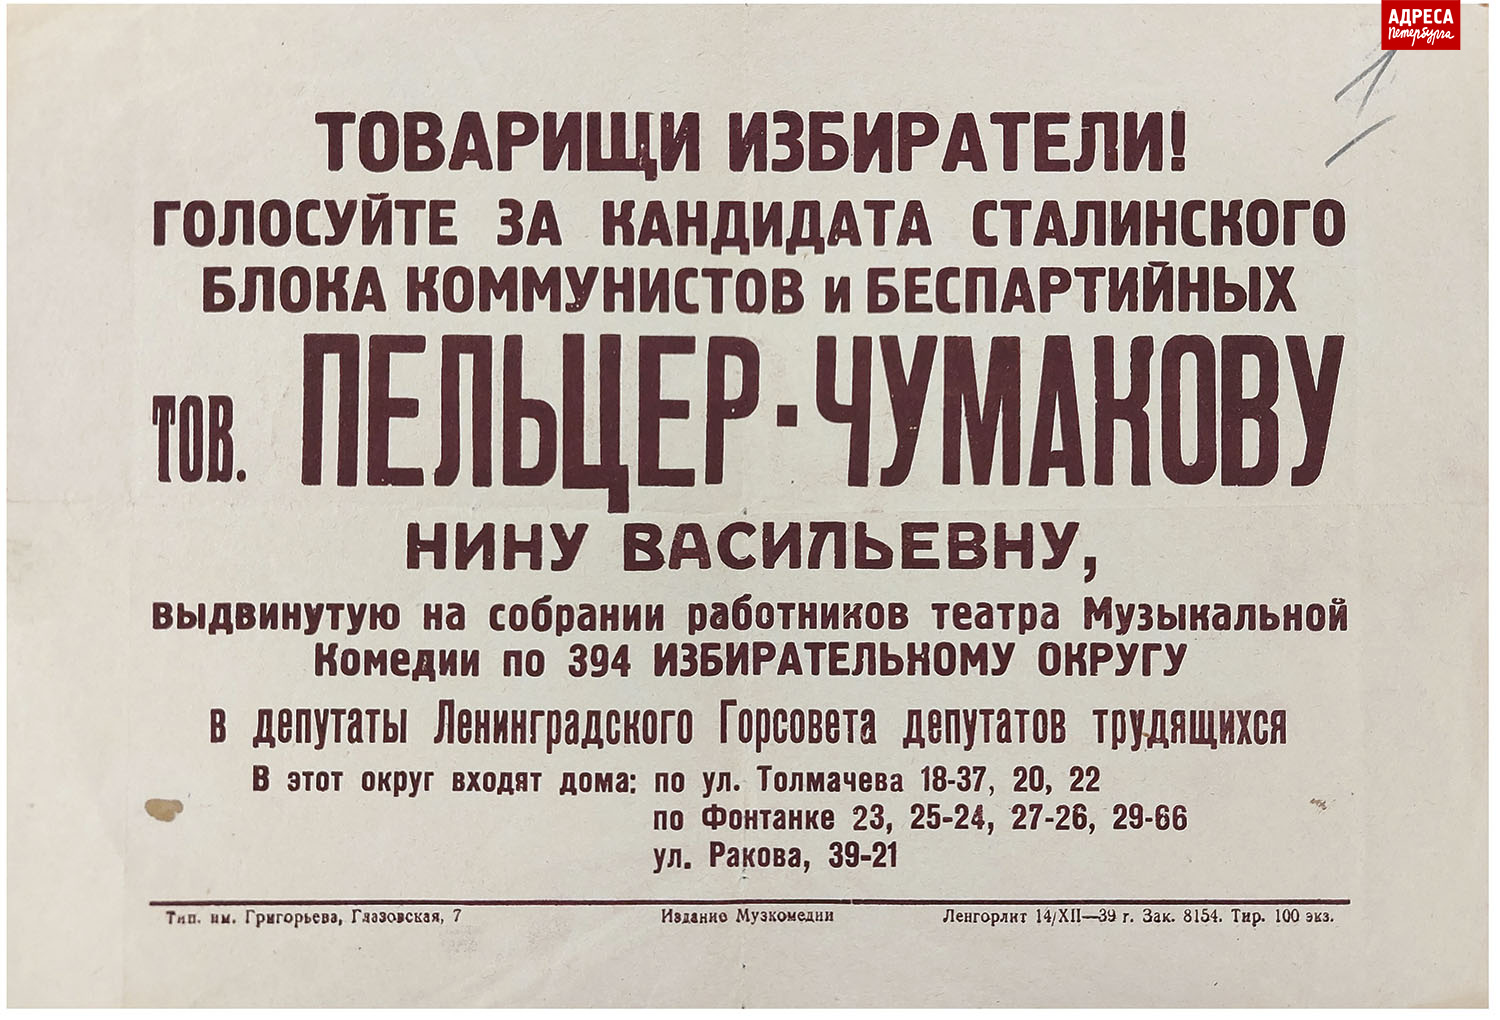 АДРЕСА
Петербурга
1
ТОВАРИЩИ ИЗБИРАТЕЛИ!
ГОЛОСУЙТЕ ЗА КАНДИДАТА СТАЛИНСКОГО
БЛОКА КОММУНИСТОВ и БЕСПАРТИЙНЫХ
ТОВ. ПЕЛЬЦЕР-ЧУМАКОВУ
НИНУ ВАСИЛЬЕВНУ,
выдвинутую на собрании работников театра Музыкальной
Комедии по 394 ИЗБИРАТЕЛЬНОМУ ОКРУГУ
в депутаты Ленинградского Горсовета депутатов трудящихся
В этот округ входят дома: по ул. Толмачева 18-37, 20, 22
по Фонтанке 23, 25-24, 27-26, 29-66
ул. Ракова, 39-21
Тип. им. Григорьева, Глазовская, 7 Издание Музкомедии Ленгорлит 14/XII—39 г. Зак. 8154. Тир. 100 экз.